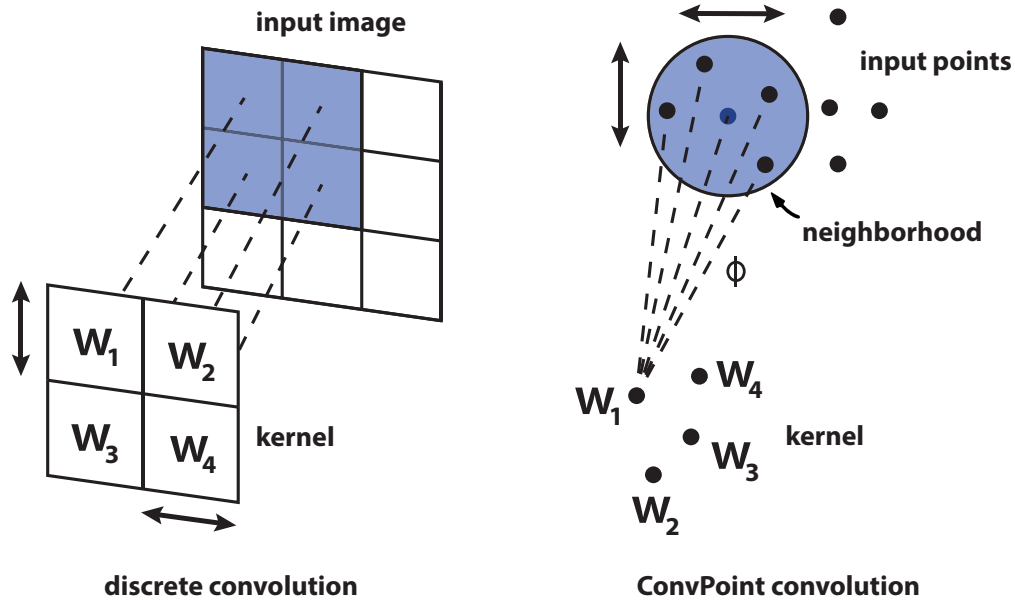 input image
W1
W2
W3
W4
kernel
discrete convolution
input points
neighborhood
ϕ
W1
W4
W3
W2
kernel
ConvPoint convolution